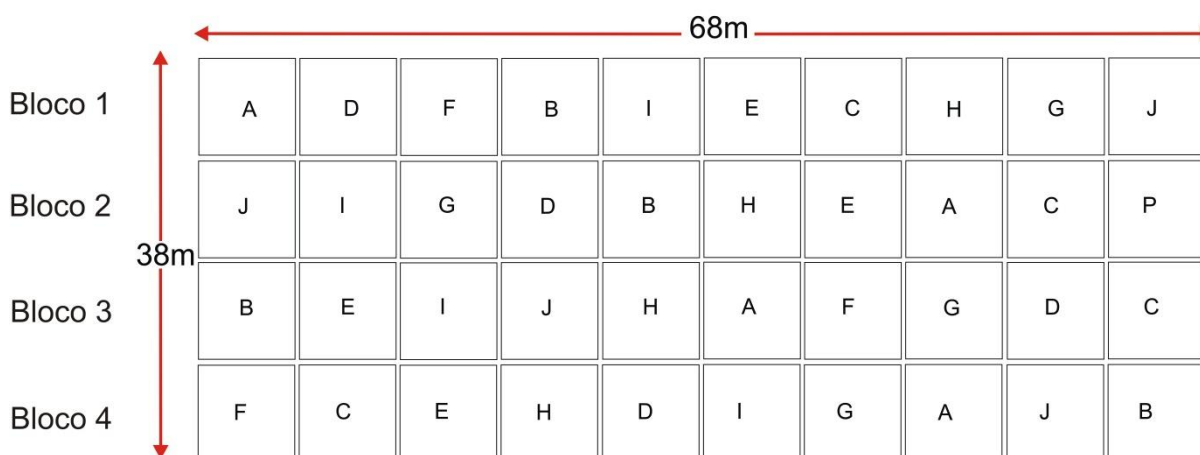 68m
Bloco 1 A D F B I E C H G J
Bloco 2 J I G D B H E A C P
38m
Bloco 3 B E I J H A F G D C
Bloco 4 F C E H D I G A J B